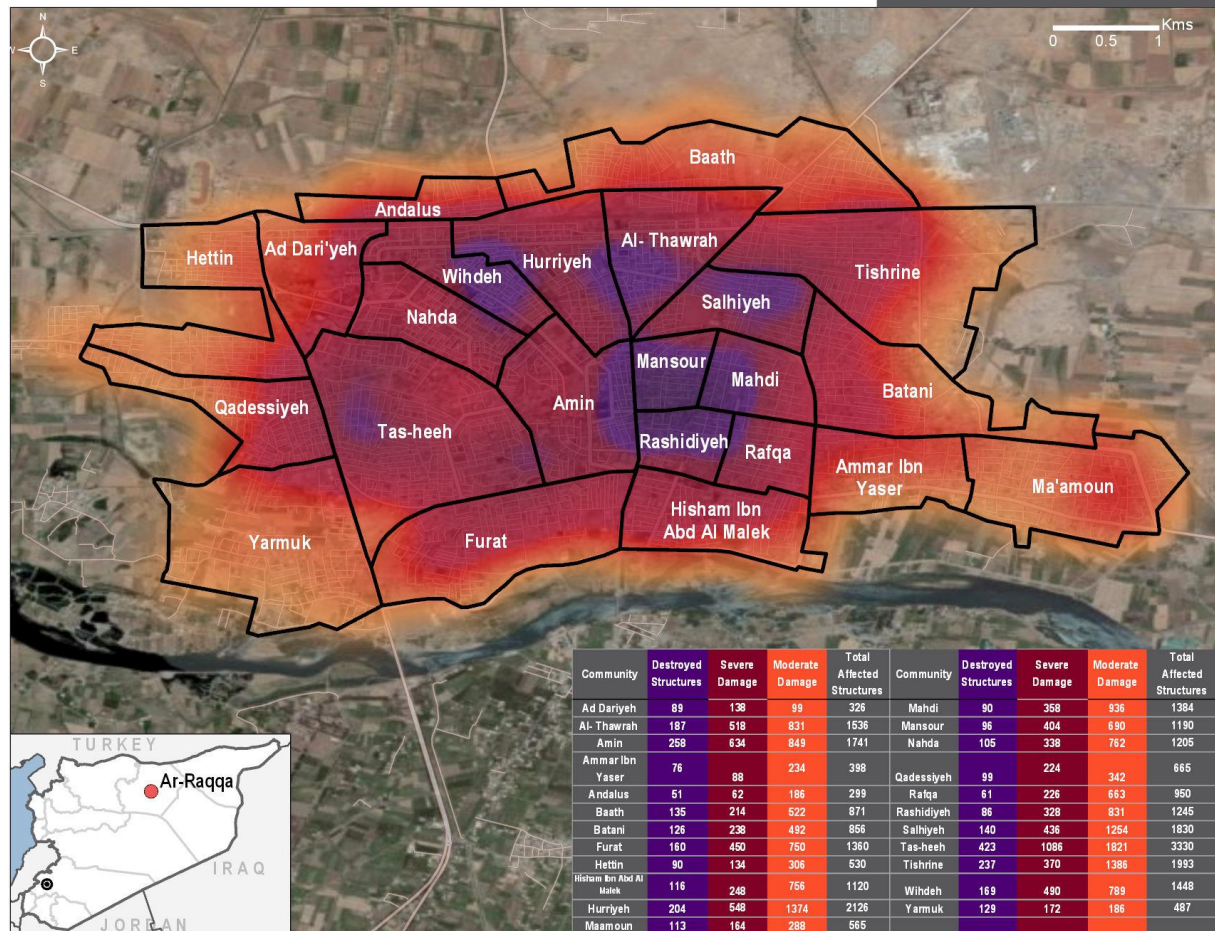 N
W
E
S
Kms
0 0.5 1
Baath
Andalus
Hettin
Ad Dari'yeh
Al- Thawrah
Hurriyeh
Wihdeh
Tishrine
Salhiyeh
Nahda
Mansour
Mahdi
Batani
Qadessiyeh
Amin
Tas-heeh
Rashidiyeh
Rafqa
Ammar Ibn
Yaser
Ma'amoun
Hisham Ibn
Abd Al Malek
Yarmuk
Furat
TURKEY
Ar-Raqqa
IRAQ
JORDAN
Community Destroyed Structures Severe Damage Moderate Damage Total Affected Structures Community Destroyed Structures Severe Damage Moderate Damage Total Affected Structures
Ad Dariyeh 89 138 99 326 Mahdi 90 358 936 1384
Al- Thawrah 187 518 831 1536 Mansour 96 404 690 1190
Amin 258 634 849 1741 Nahda 105 338 762 1205
Ammar Ibn Yaser 76 88 234 398 Qadessiyeh 99 224 342 665
Andalus 51 62 186 299 Rafqa 61 226 663 950
Baath 135 214 522 871 Rashidiyeh 86 328 831 1245
Batani 126 238 492 856 Salhiyeh 140 436 1254 1830
Furat 160 450 750 1360 Tas-heeh 423 1086 1821 3330
Hettin 90 134 306 530 Tishrine 237 370 1386 1993
Hisham Ibn Abd Al Malek 116 248 756 1120 Wihdeh 169 490 789 1448
Hurriyeh 204 548 1374 2126 Yarmuk 129 172 186 487
Maamoun 113 164 288 565